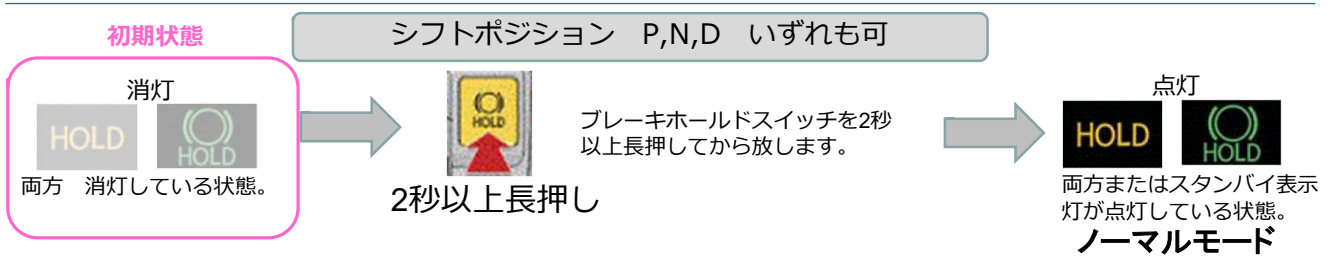 初期状態
シフトポジション　P,N,D　いずれも可
消灯
HOLD
HOLD
両方　消灯している状態。
HOLD
2秒以上長押し
ブレーキホールドスイッチを2秒
以上長押ししてから放します。
点灯
HOLD
HOLD
両方またはスタンバイ表示
灯が点灯している状態。
ノーマルモード